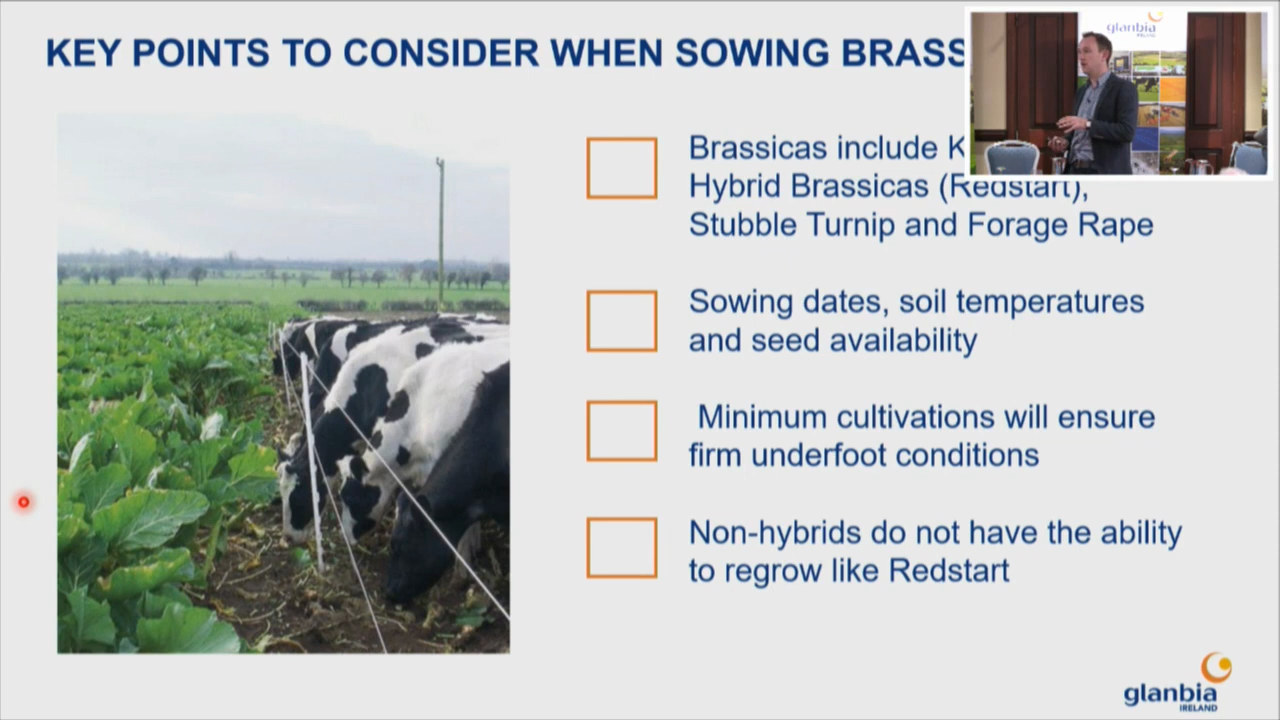 KEY POINTS TO CONSIDER WHEN SOWING
glanbia
Brassicas include
Hybrid Brassicas (Redstart),
Stubble Turnip and Forage Rape
Sowing dates, soil temperatures
and seed availability
Minimum cultivations will ensure
firm underfoot conditions
Non-hybrids do not have the ability
to regrow like Redstart
glanbia
IRELAND